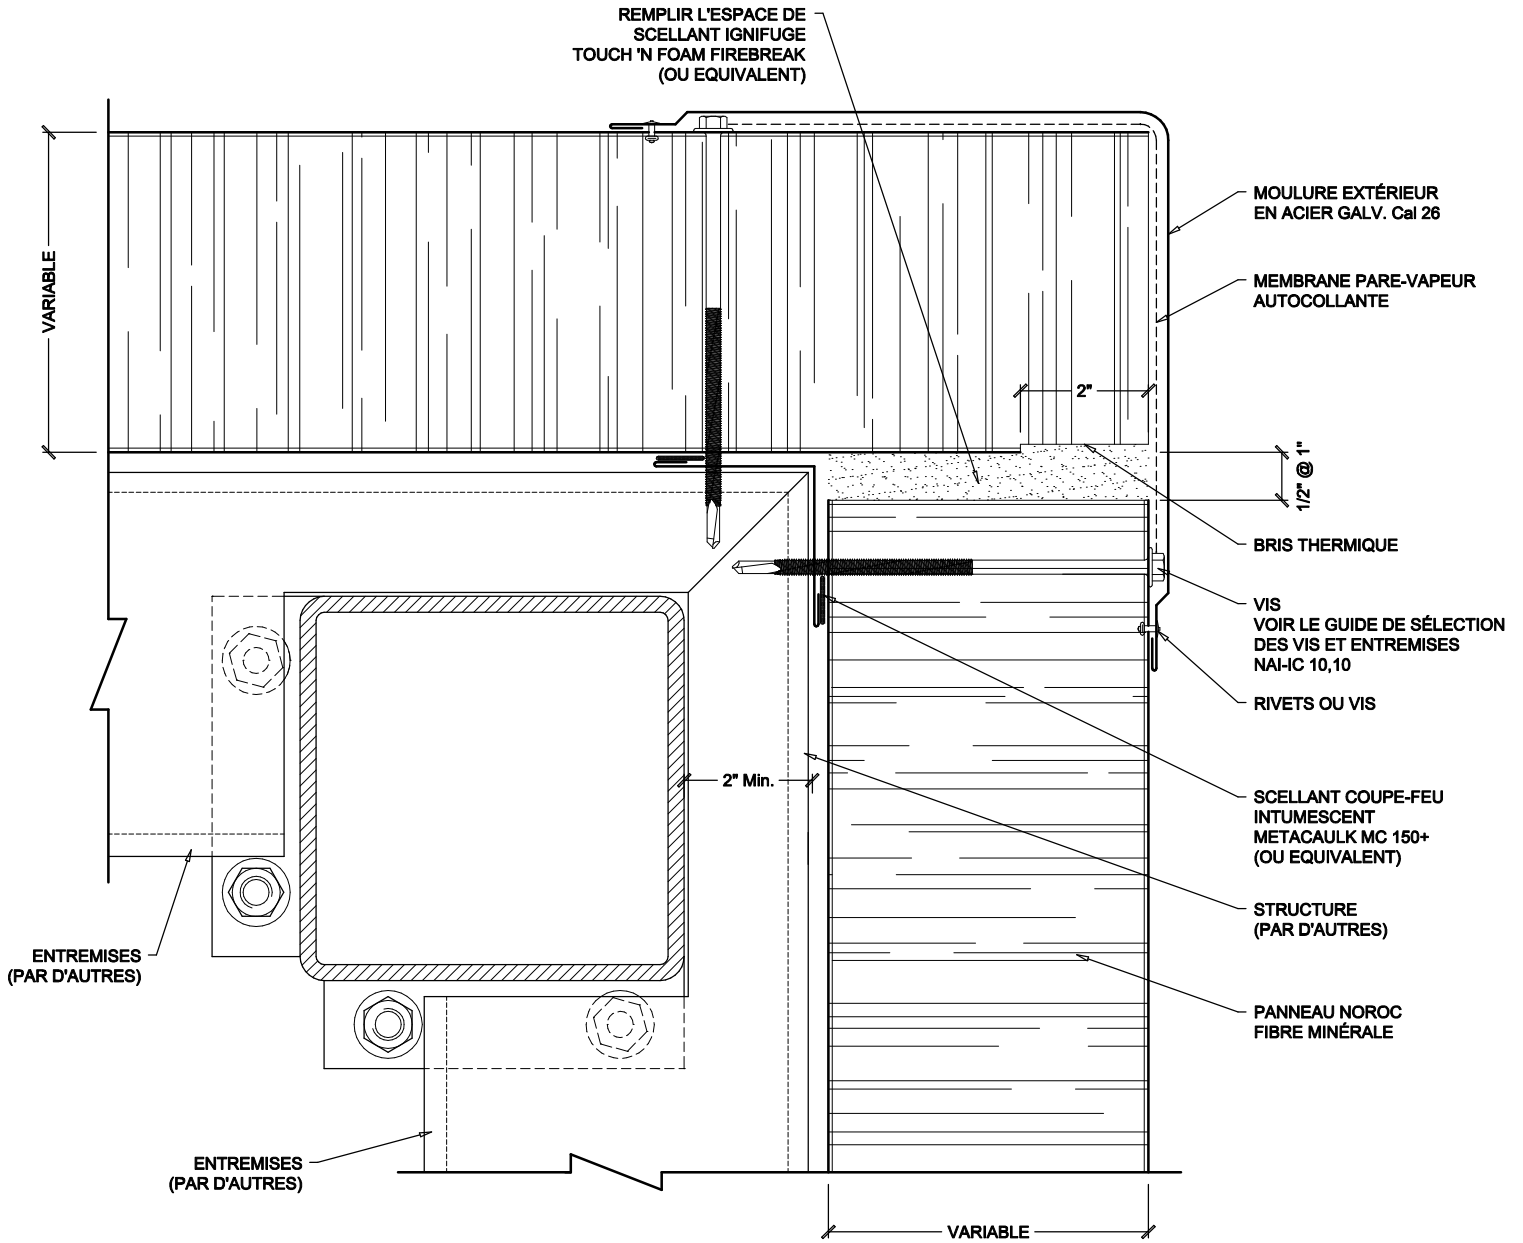 REMPLIR L'ESPACE DE
SCELLANT IGNIFUGE
TOUCH 'N FOAM FIREBREAK
(OU EQUIVALENT)
VARIABLE
MOULURE EXTÉRIEUR
EN ACIER GALV. Cal 26
MEMBRANE PARE-VAPEUR
AUTOCOLLANTE
2"
1/2" @ 1"
BRIS THERMIQUE
VIS
VOIR LE GUIDE DE SÉLECTION
DES VIS ET ENTREMISES
NAI-IC 10,10
RIVETS OU VIS
2" Min.
SCELLANT COUPE-FEU
INTUMESCENT
METACAULK MC 150+
(OU EQUIVALENT)
STRUCTURE
(PAR D'AUTRES)
ENTREMISES
(PAR D'AUTRES)
PANNEAU NOROC
FIBRE MINÉRALE
ENTREMISES
(PAR D'AUTRES)
VARIABLE